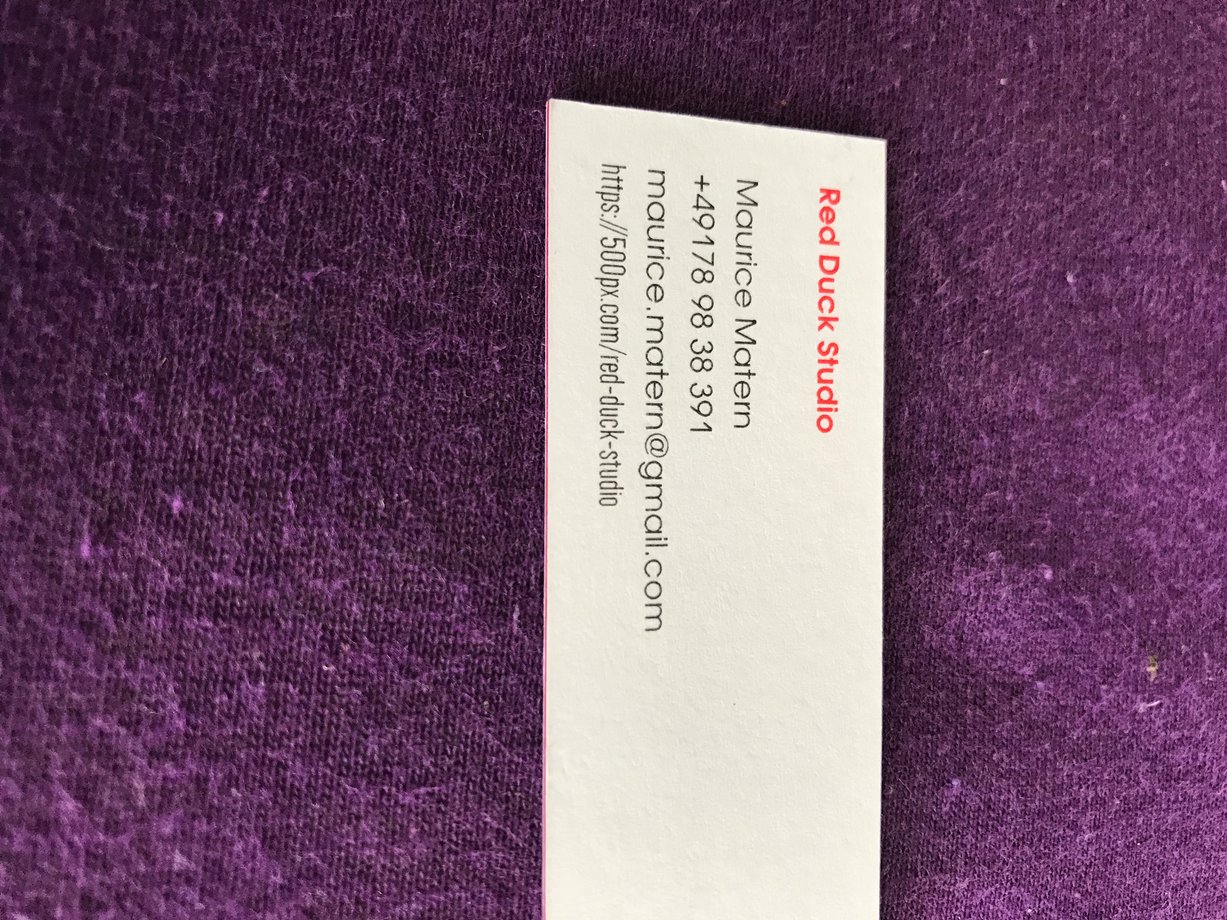 Red Duck Studio
Maurice Matern
+49178 98 38 391
maurice.matern@gmail.com
https://500px.com/red-duck-studio